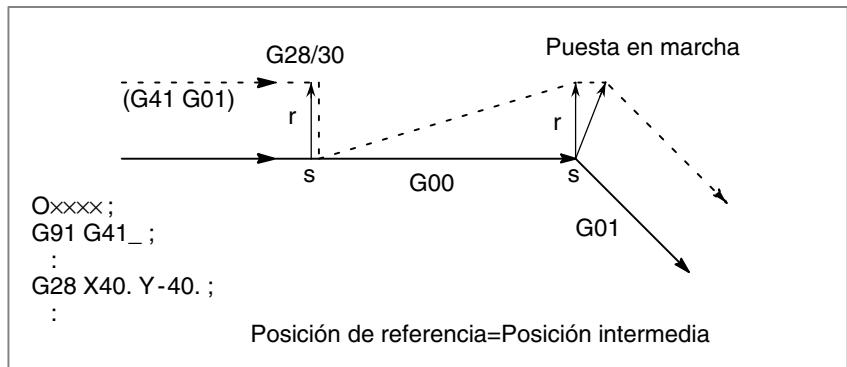 G28/30
Puesta en marcha
(G41 G01)
r
r
s
G00
s
G01
O×××× ;
G91 G41_ ;
:
G28 X40. Y-40. ;
:
Posición de referencia=Posición intermedia